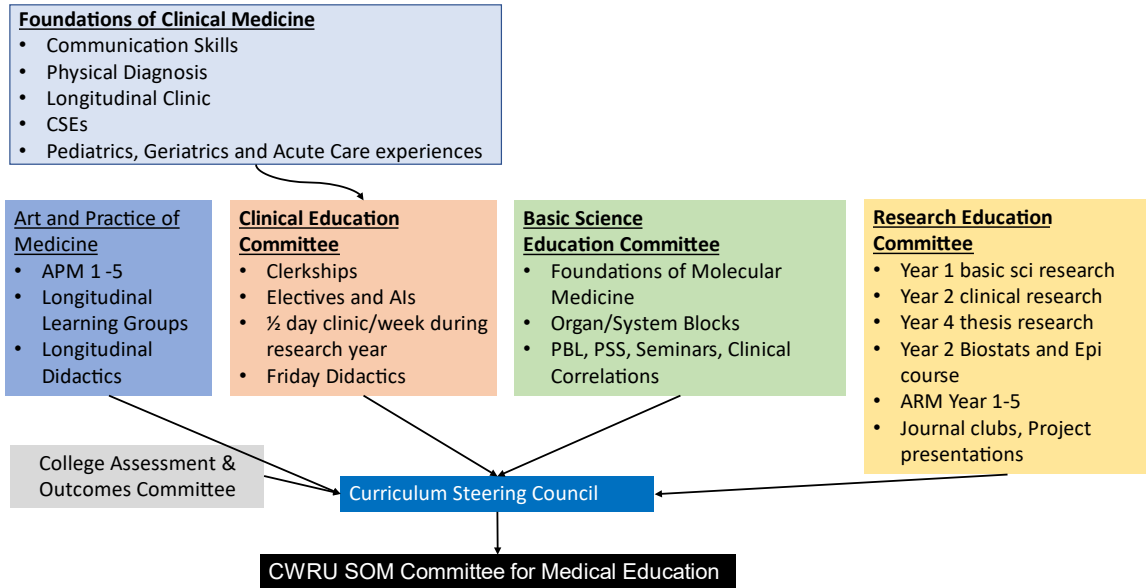 Foundations of Clinical Medicine
• Communication Skills
• Physical Diagnosis
• Longitudinal Clinic
• CSEs
• Pediatrics, Geriatrics and Acute Care experiences
Art and Practice of
Medicine
• APM 1 -5
• Longitudinal
Learning Groups
• Longitudinal
Didactics
Clinical Education
Committee
• Clerkships
• Electives and AIs
• ½ day clinic/week during
research year
• Friday Didactics
Basic Science
Education Committee
• Foundations of Molecular
Medicine
• Organ/System Blocks
• PBL, PSS, Seminars, Clinical
Correlations
Research Education
Committee
• Year 1 basic sci research
• Year 2 clinical research
• Year 4 thesis research
• Year 2 Biostats and Epi
course
• ARM Year 1-5
• Journal clubs, Project
presentations
College Assessment &
Outcomes Committee
Curriculum Steering Council
CWRU SOM Committee for Medical Education